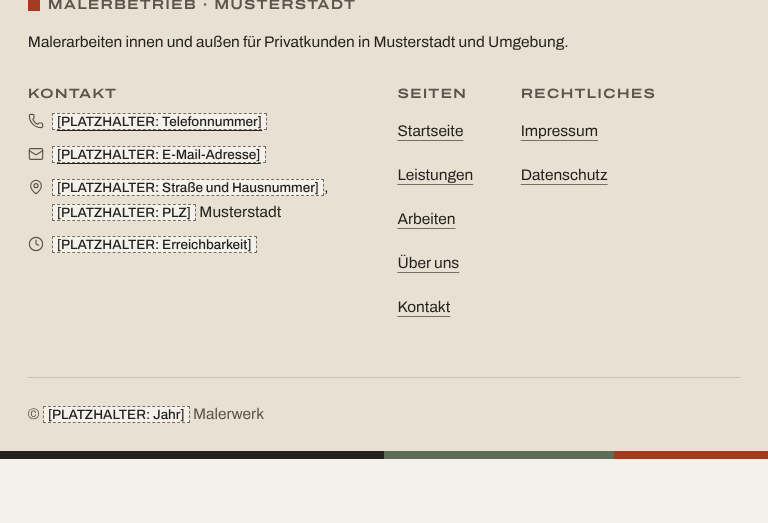 MALERBETRIEB · MUSTERSTADT
Malerarbeiten innen und außen für Privatkunden in Musterstadt und Umgebung.
KONTAKT
[PLATZHALTER: Telefonnummer]
[PLATZHALTER: E-Mail-Adresse]
[PLATZHALTER: Straße und Hausnummer],
[PLATZHALTER: PLZ] Musterstadt
[PLATZHALTER: Erreichbarkeit]
SEITEN
Startseite
Leistungen
Arbeiten
Über uns
Kontakt
RECHTLICHES
Impressum
Datenschutz
© [PLATZHALTER: Jahr] Malerwerk